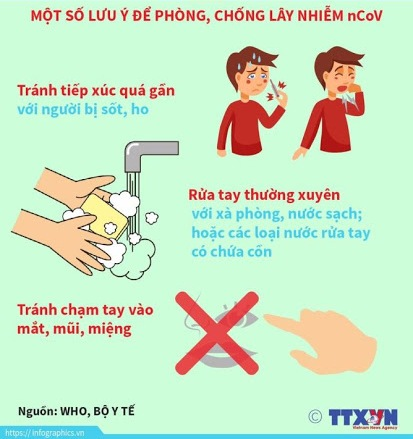 MỘT SỐ LƯU Ý ĐỂ PHÒNG, CHỐNG LÂY NHIỄM nCoV
Tránh tiếp xúc quá gần
với người bị sốt, ho
Rửa tay thường xuyên
với xà phòng, nước sạch;
hoặc các loại nước rửa tay
có chứa cồn
Tránh chạm tay vào
mắt, mũi, miệng
Nguồn: WHO, BỘ Y TẾ
© TTXVN
Vietnam News Agency
https://infographics.vn